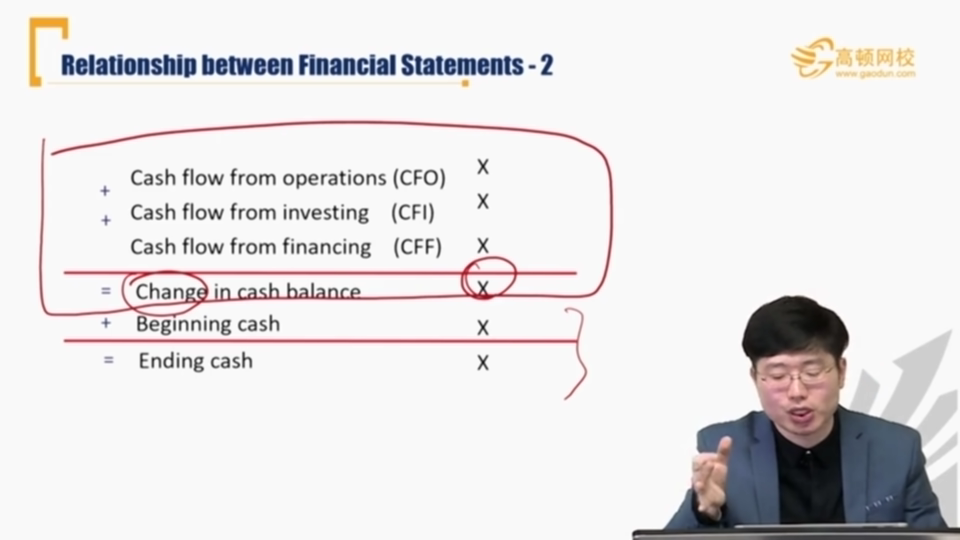 Relationship between Financial Statements - 2
高顿网校
www.gaodun.com
Cash flow from operations (CFO) X
+ Cash flow from investing (CFI) X
+ Cash flow from financing (CFF) X
= Change in cash balance X
+ Beginning cash X
= Ending cash X